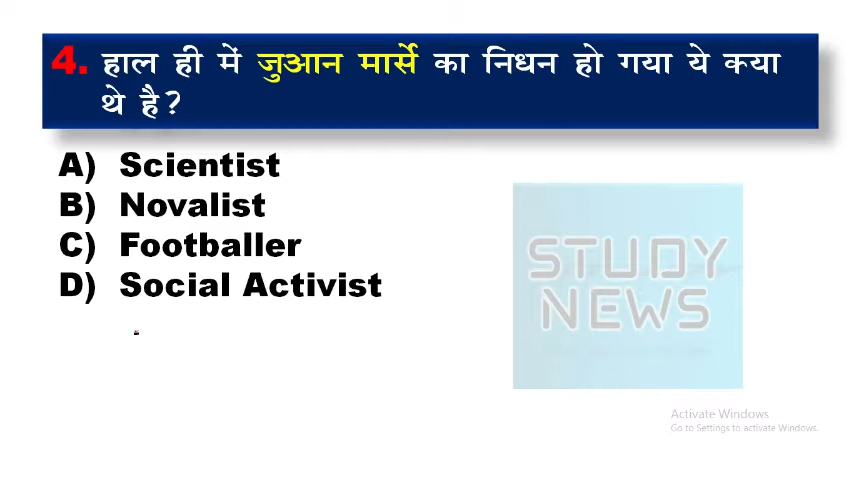 4. हाल ही में जुआन मार्से का निधन हो गया ये क्या
थे है?
A) Scientist
B) Novalist
C) Footballer
D) Social Activist
STUDY
NEWS
Activate Windows
Go to Settings to activate Windows.